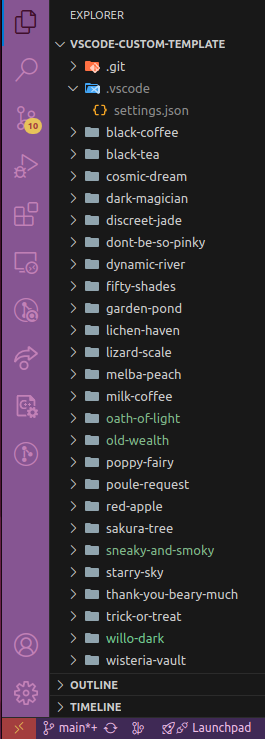 EXPLORER
VSCODE-CUSTOM-TEMPLATE
.git
.vscode
{} settings.json
10
black-coffee
black-tea
cosmic-dream
dark-magician
discreet-jade
dont-be-so-pinky
dynamic-river
fifty-shades
garden-pond
lichen-haven
lizard-scale
melba-peach
milk-coffee
oath-of-light
old-wealth
poppy-fairy
poule-request
red-apple
sakura-tree
sneaky-and-smoky
starry-sky
thank-you-beary-much
trick-or-treat
willo-dark
wisteria-vault
OUTLINE
TIMELINE
main*+ Launchpad